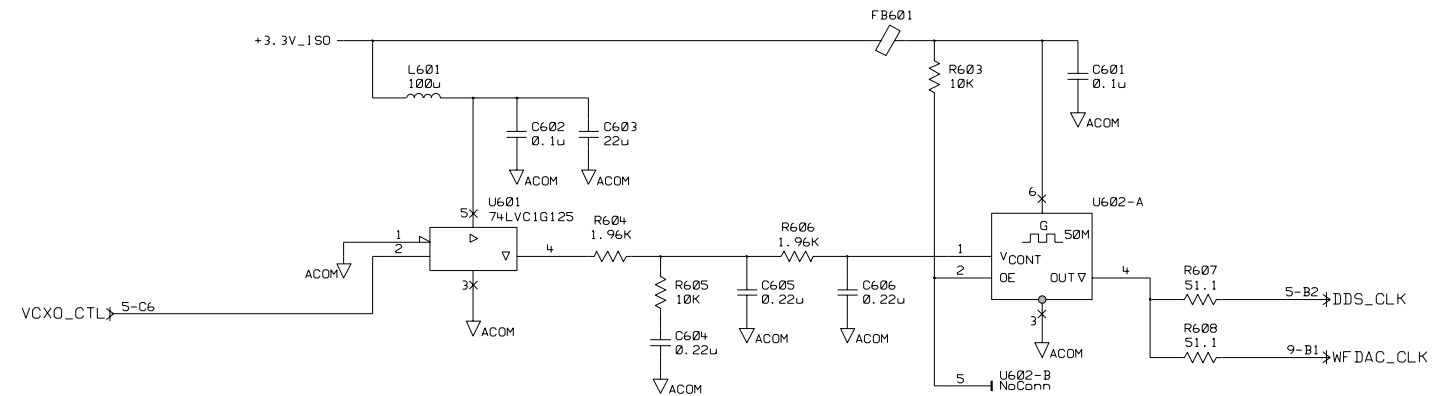 FB601
+3.3V_ISO
L601
100u
R603
10K
C601
0.1u
ACOM
C602
0.1u
C603
22u
ACOM
ACOM
U601
74LVC1G125
5
1
2
4
3
ACOM
ACOM
R604
1.96K
R606
1.96K
6
U602-A
G
50M
1
VCONT
2
OE
OUT
4
3
ACOM
R605
10K
C605
0.22u
C606
0.22u
ACOM
ACOM
C604
0.22u
ACOM
R607
51.1
5-B2
DDS_CLK
R608
51.1
9-B1
WFDAC_CLK
VCXO_CTL
5-C6
5
U602-B
NoConn